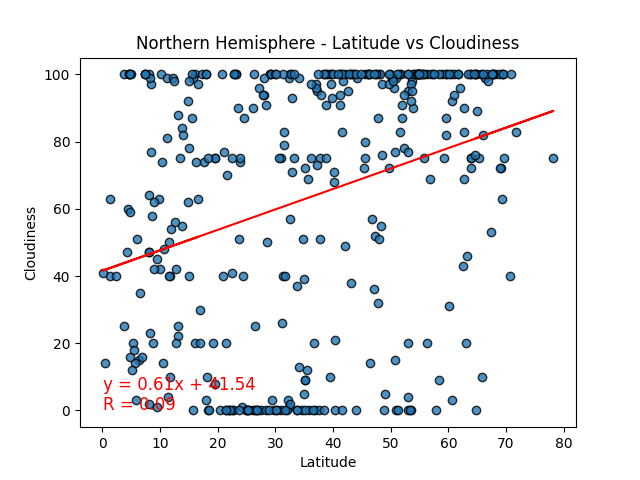 Northern Hemisphere - Latitude vs Cloudiness
100
80
60
40
20
0
Cloudiness
y = 0.61x + 41.54
R = 0.09
0 10 20 30 40 50 60 70 80
Latitude